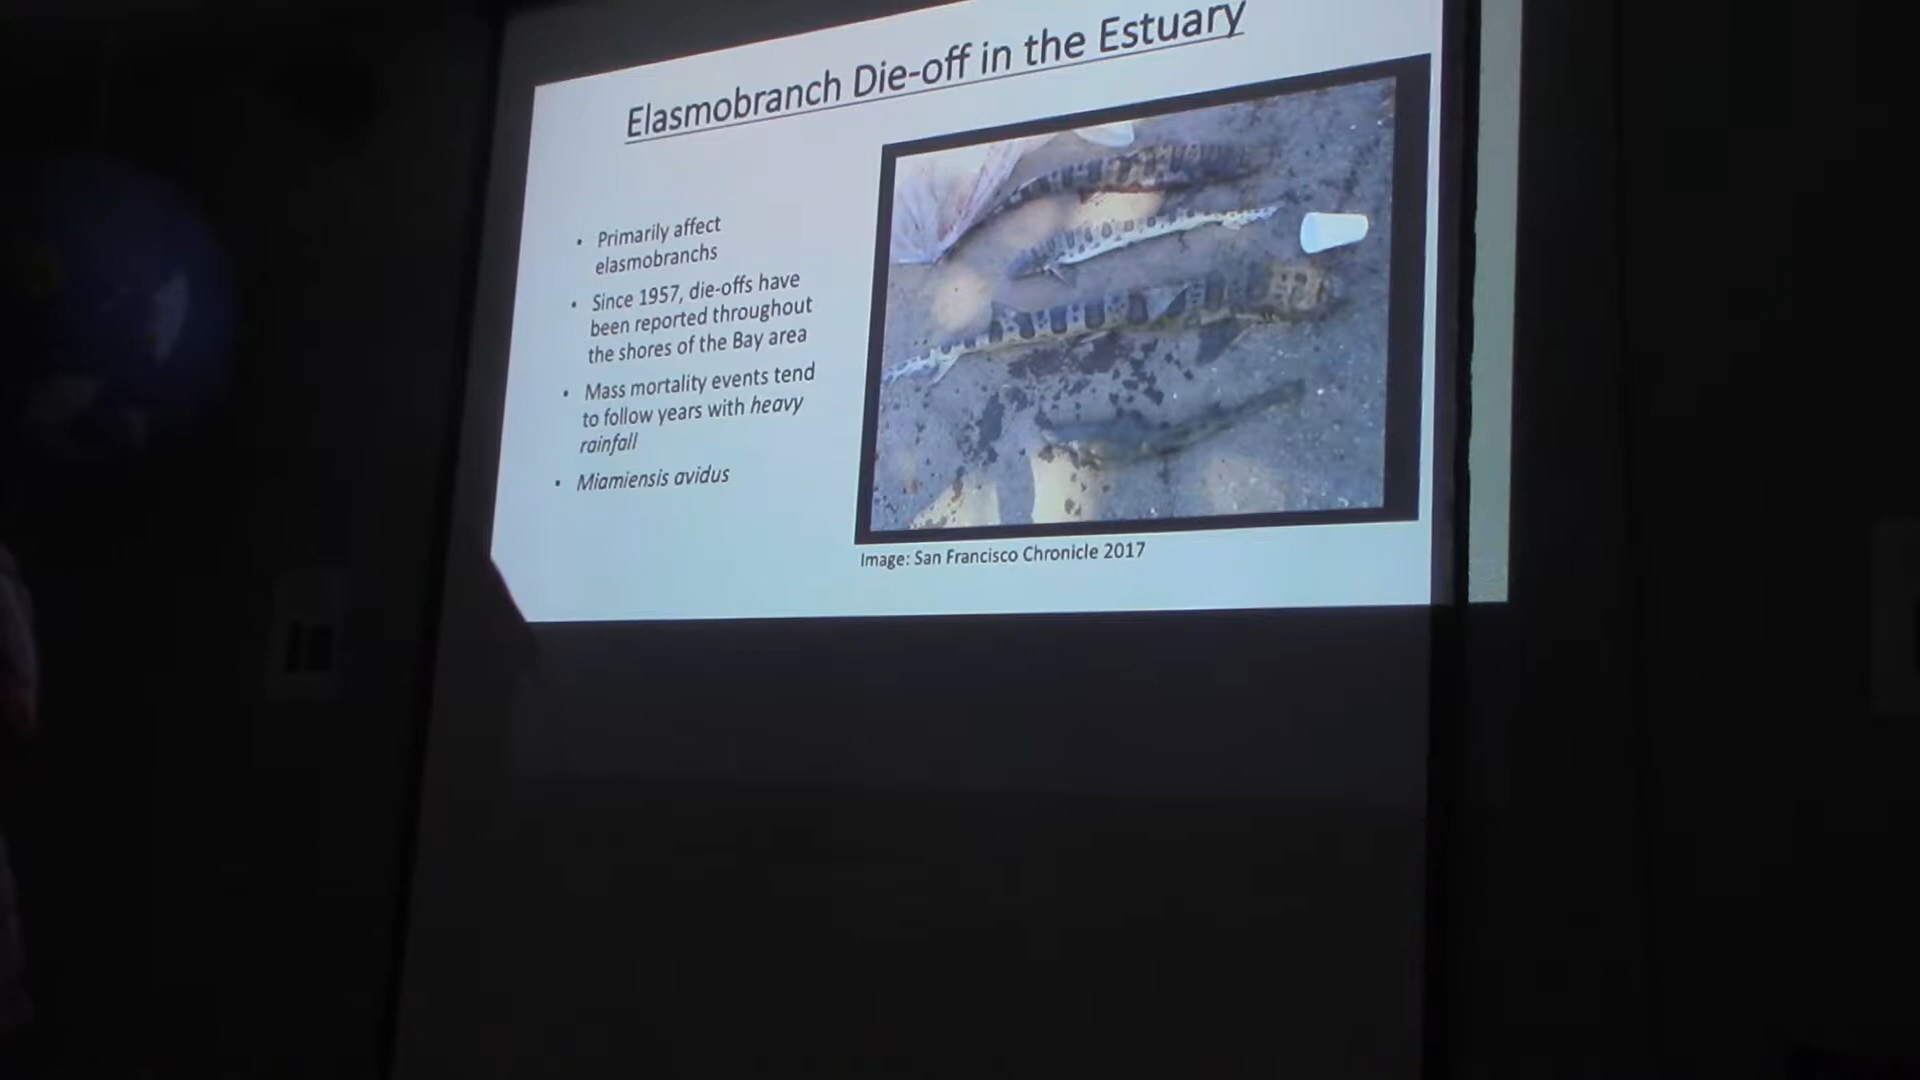 Elasmobranch Die-off in the Estuary
• Primarily affect
elasmobranchs
• Since 1957, die-offs have
been reported throughout
the shores of the Bay area
• Mass mortality events tend
to follow years with heavy
rainfall
• Miamiensis avidus
Image: San Francisco Chronicle 2017